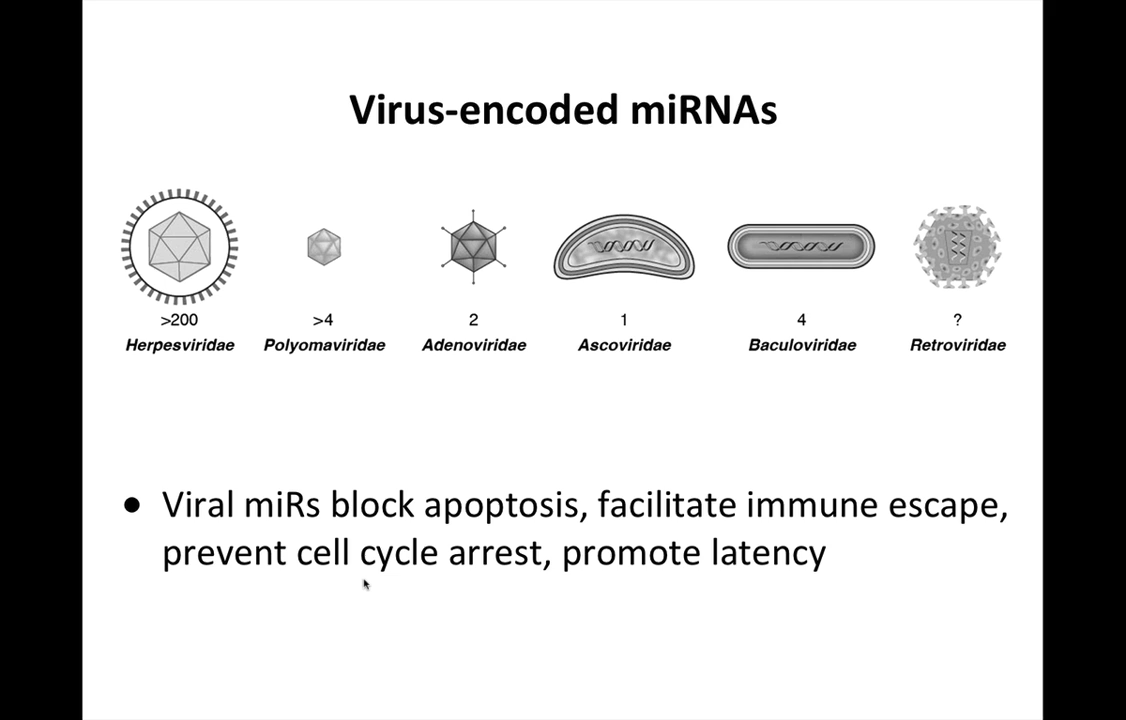 Virus-encoded miRNAs
>200 >4 2 1 4 ?
Herpesviridae Polyomaviridae Adenoviridae Ascoviridae Baculoviridae Retroviridae
• Viral miRs block apoptosis, facilitate immune escape,
prevent cell cycle arrest, promote latency